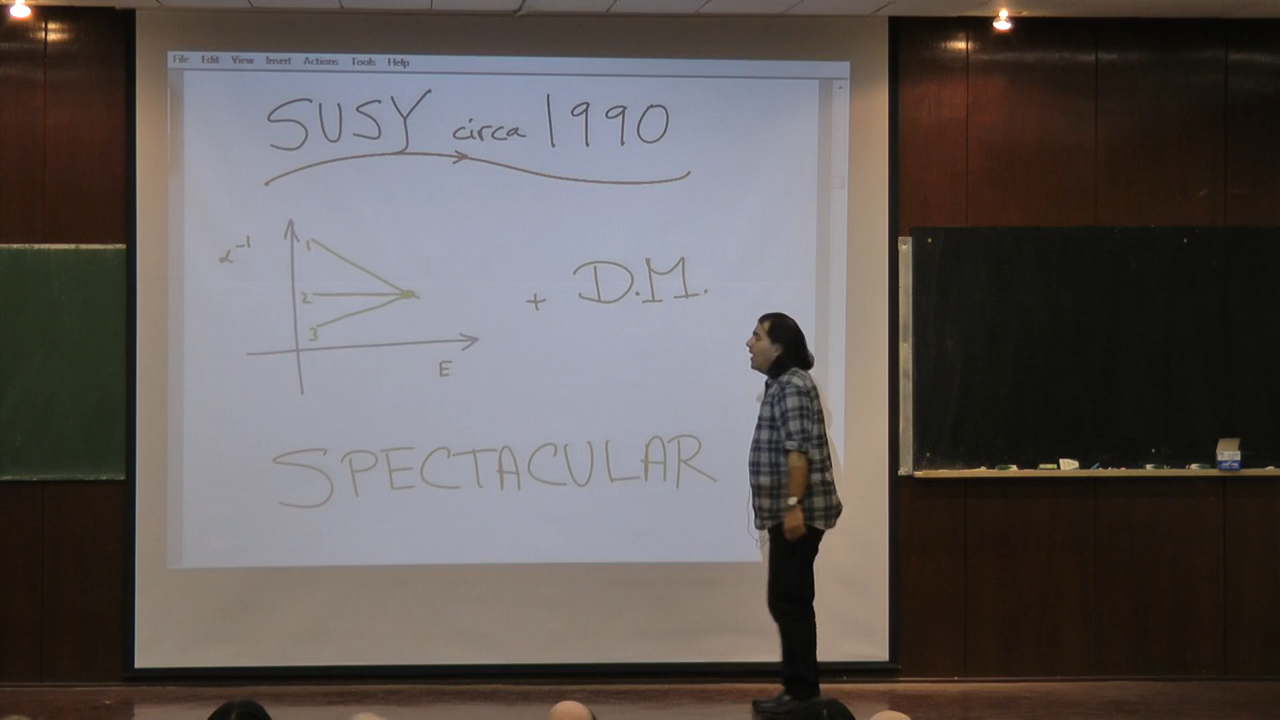 File Edit View Insert Actions Tools Help
SUSY circa 1990
α⁻¹
1
2
3
E
+ D.M.
SPECTACULAR